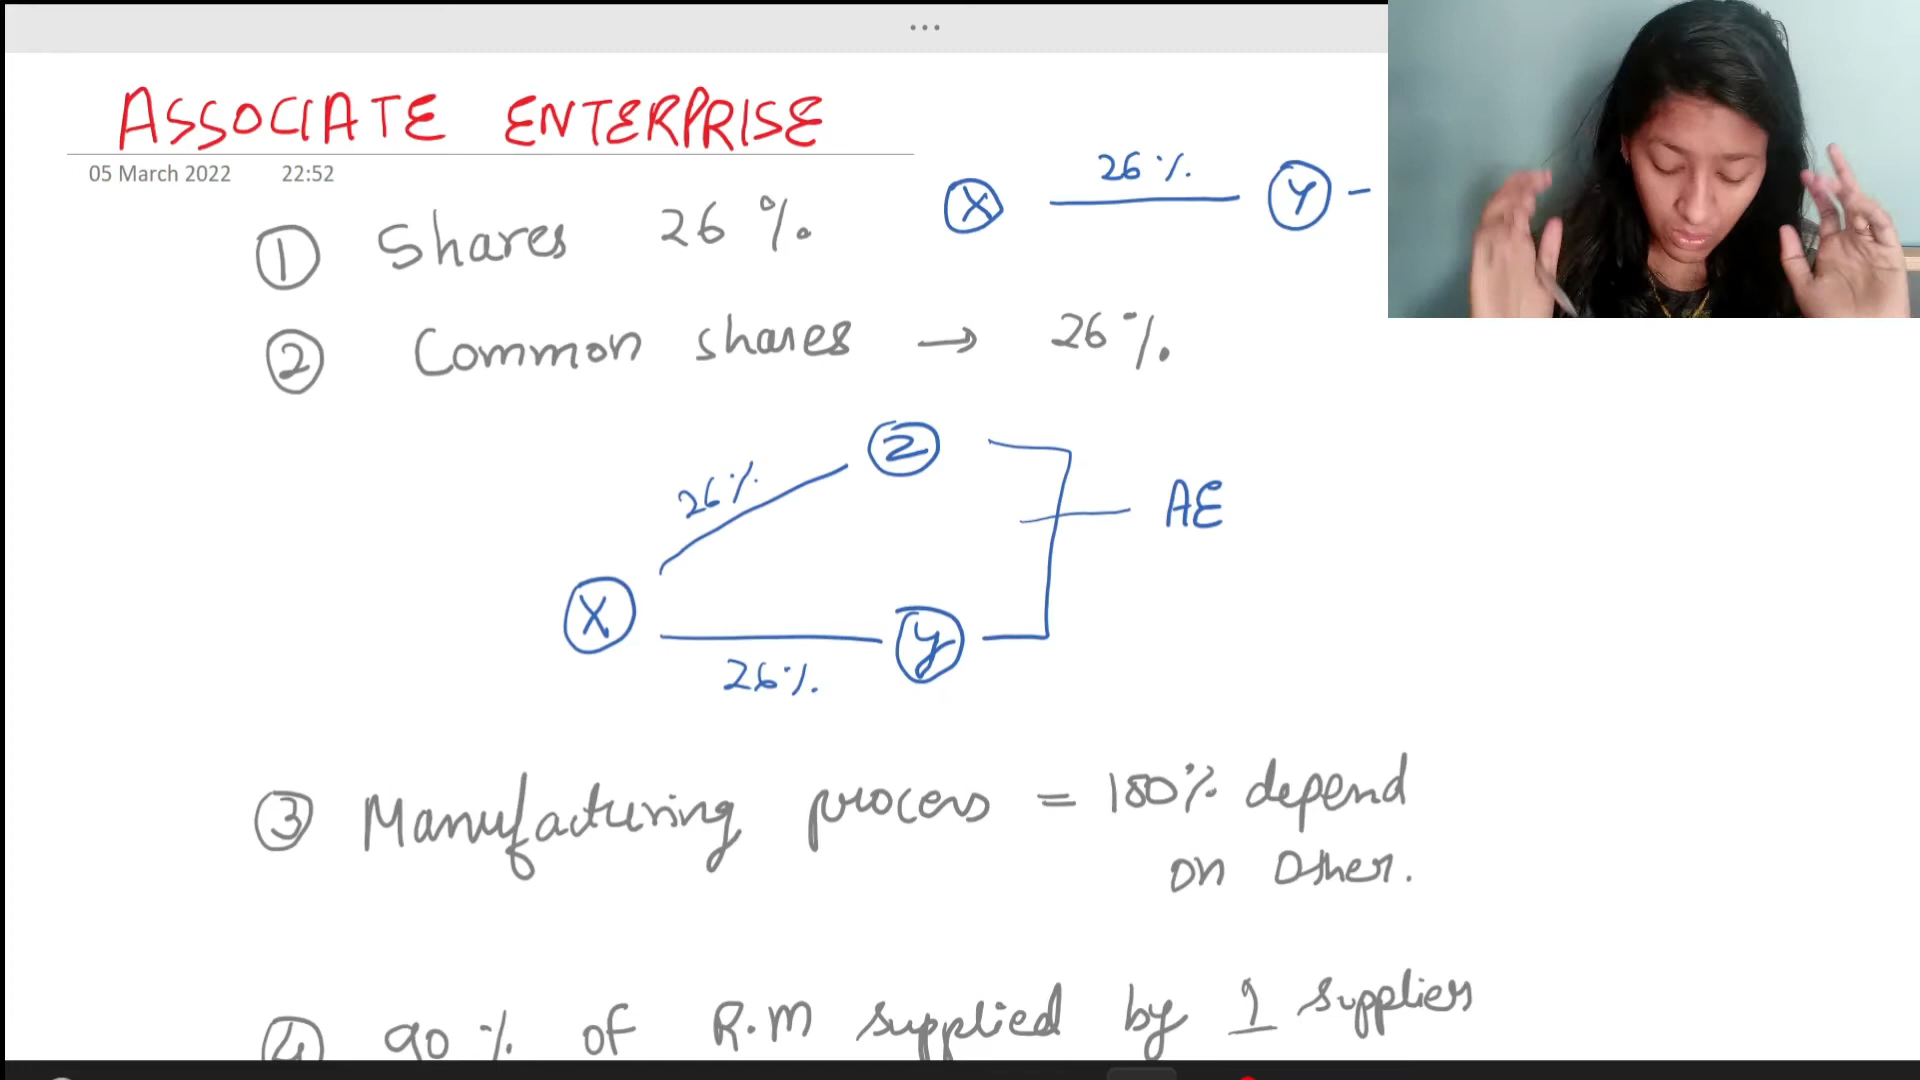 ASSOCIATE ENTERPRISE
05 March 2022 22:52
① Shares 26 %.
X 26 %. Y -
② Common shares → 26 %.
26 %. Z
AE
X
Y
26 %.
③ Manufacturing process = 100% depend
on Other.
④ 90 % of R.M supplied by 1 supplier